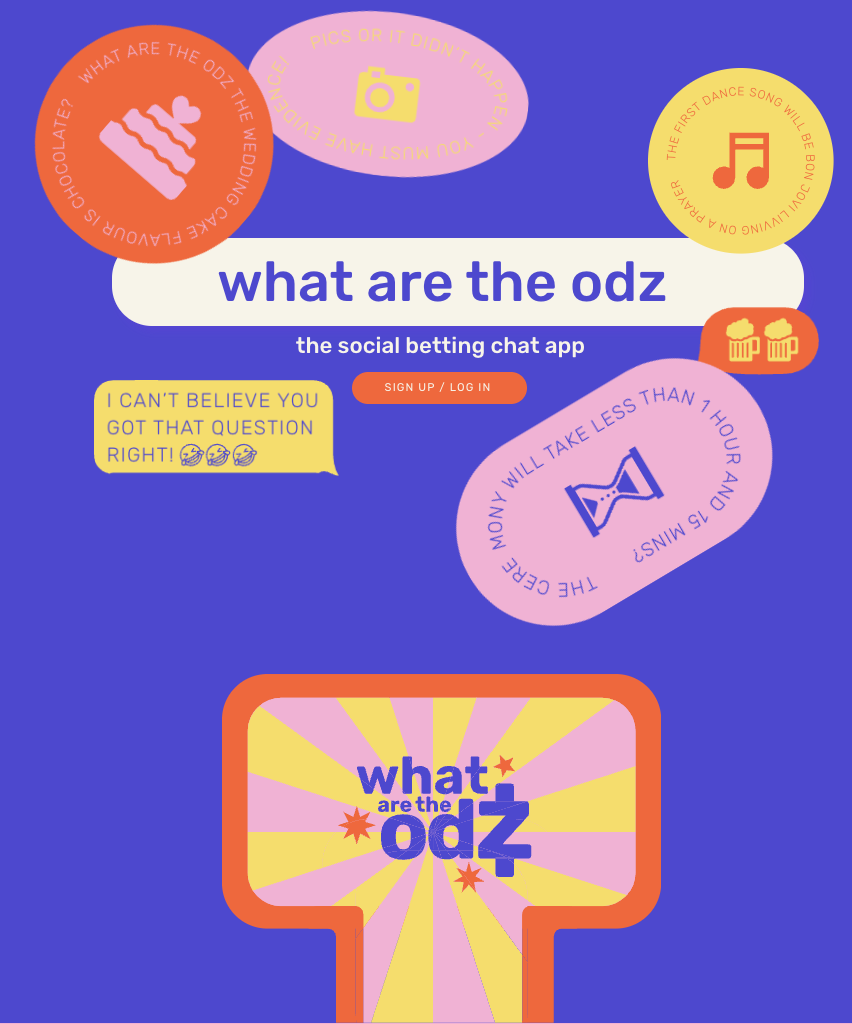 WHAT ARE THE ODZ THE WEDDING CAKE FLAVOUR IS CHOCOLATE?
PICS OR IT DIDN'T HAPPEN - YOU MUST HAVE EVIDENCE!
THE FIRST DANCE SONG WILL BE BON JOVI LIVVING ON A PRAYER
what are the odz
the social betting chat app
SIGN UP / LOG IN
I CAN'T BELIEVE YOU
GOT THAT QUESTION
RIGHT! 🤣🤣🤣
THE CERE MONY WILL TAKE LESS THAN 1 HOUR AND 15 MINS?
what
are the
odz